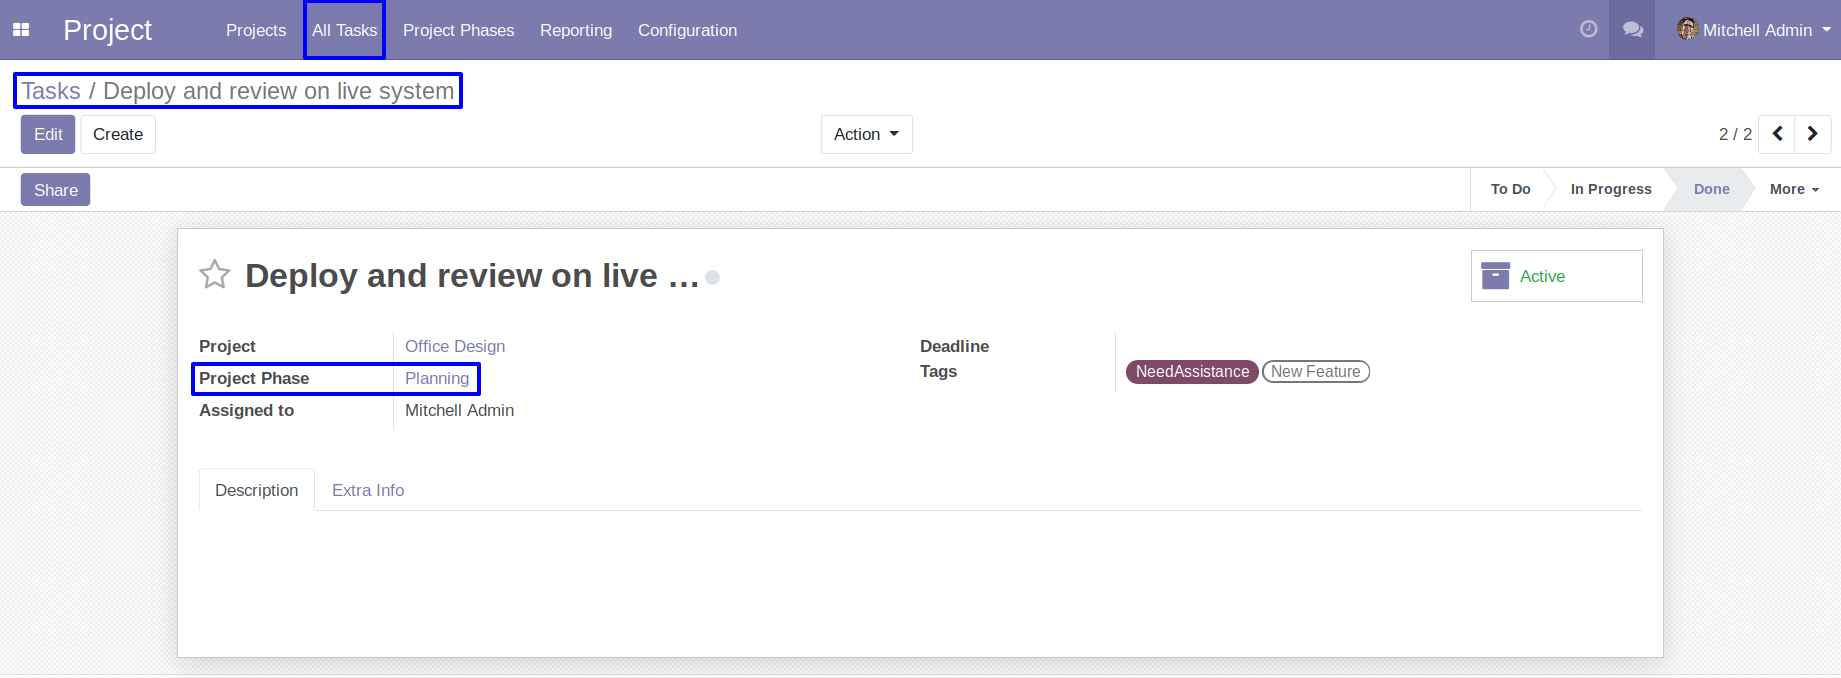 Project Projects All Tasks Project Phases Reporting Configuration Mitchell Admin
Tasks / Deploy and review on live system
Edit Create Action 2 / 2
Share To Do In Progress Done More
Deploy and review on live ... Active
Project Office Design Deadline
Project Phase Planning Tags NeedAssistance New Feature
Assigned to Mitchell Admin
Description Extra Info